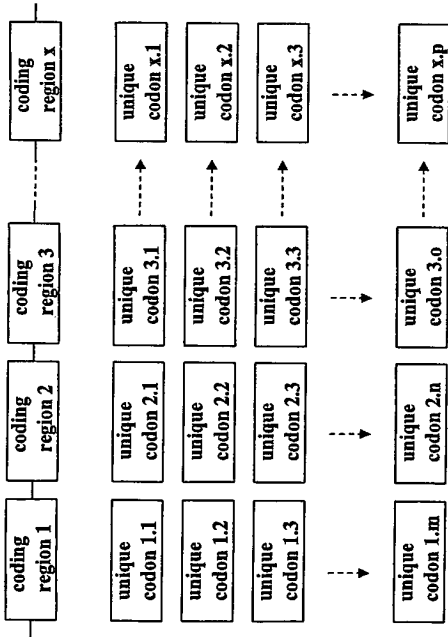 coding
region 1
coding
region 2
coding
region 3
coding
region x
unique
codon 1.1
unique
codon 2.1
unique
codon 3.1
unique
codon x.1
unique
codon 1.2
unique
codon 2.2
unique
codon 3.2
unique
codon x.2
unique
codon 1.3
unique
codon 2.3
unique
codon 3.3
unique
codon x.3
unique
codon 1.m
unique
codon 2.n
unique
codon 3.o
unique
codon x.p